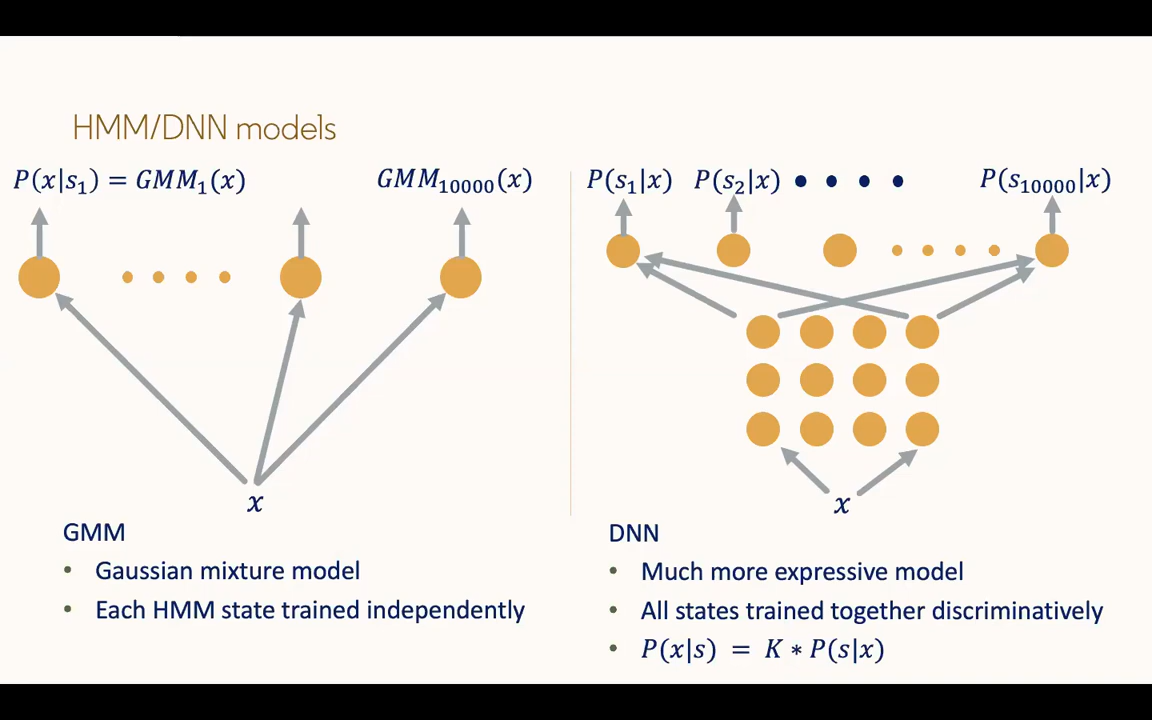 HMM/DNN models
P(x|s₁) = GMM₁(x)
GMM₁₀₀₀₀(x)
x
GMM
• Gaussian mixture model
• Each HMM state trained independently
P(s₁|x) P(s₂|x) • • • • P(s₁₀₀₀₀|x)
x
DNN
• Much more expressive model
• All states trained together discriminatively
• P(x|s) = K ∗ P(s|x)